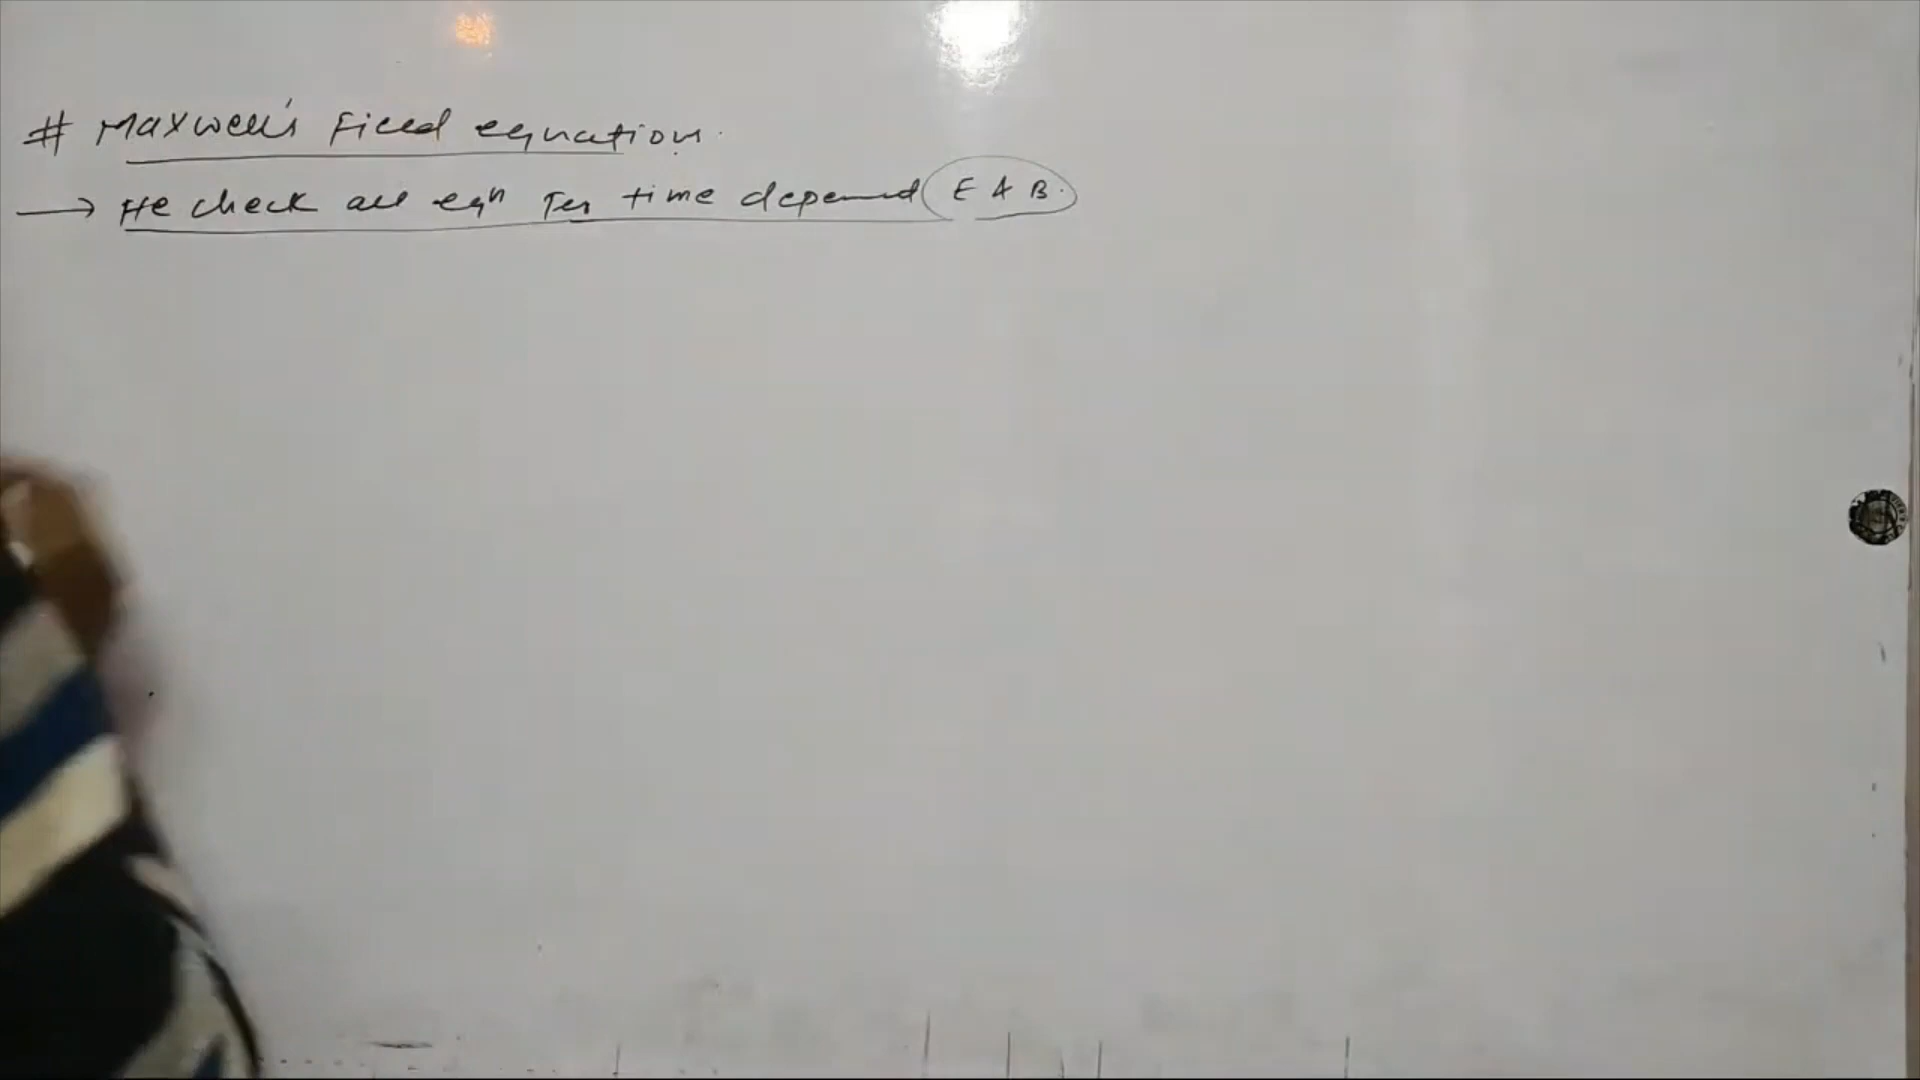 # Maxwell's Field equation.
→ He check all eqⁿ for time depend E & B.